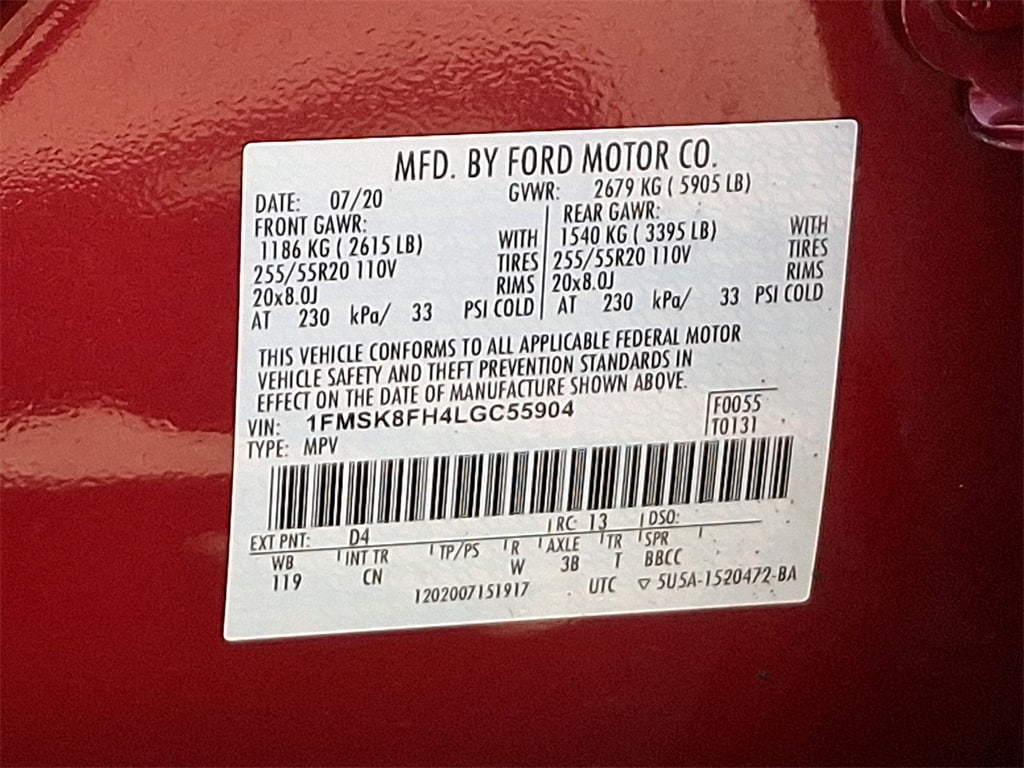 MFD. BY FORD MOTOR CO.
DATE: 07/20 GVWR: 2679 KG ( 5905 LB)
FRONT GAWR: REAR GAWR:
1186 KG ( 2615 LB) WITH 1540 KG ( 3395 LB) WITH
255/55R20 110V TIRES 255/55R20 110V TIRES
20x8.0J RIMS 20x8.0J RIMS
AT 230 kPa/ 33 PSI COLD AT 230 kPa/ 33 PSI COLD
THIS VEHICLE CONFORMS TO ALL APPLICABLE FEDERAL MOTOR
VEHICLE SAFETY AND THEFT PREVENTION STANDARDS IN
EFFECT ON THE DATE OF MANUFACTURE SHOWN ABOVE.
VIN: 1FMSK8FH4LGC55904 F0055
TYPE: MPV T0131
EXT PNT: D4 RC: 13 DSO:
WB INT TR TP/PS R AXLE TR SPR
119 CN W 3B T BBCC
1202007151917 UTC ▽ 5U5A-1520472-BA